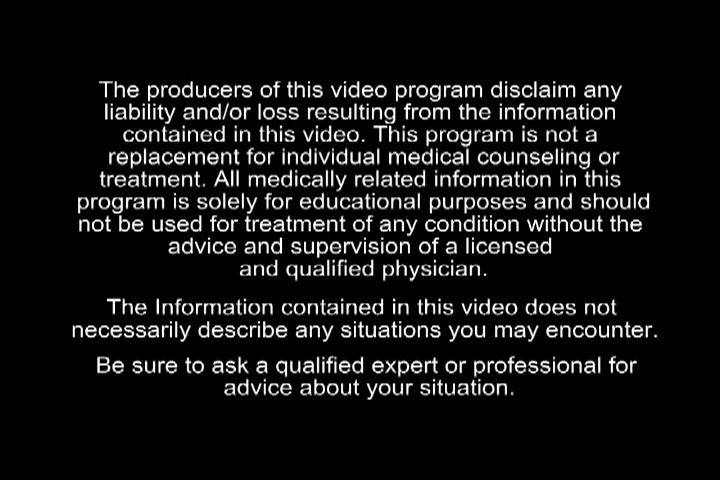 The producers of this video program disclaim any
liability and/or loss resulting from the information
contained in this video. This program is not a
replacement for individual medical counseling or
treatment. All medically related information in this
program is solely for educational purposes and should
not be used for treatment of any condition without the
advice and supervision of a licensed
and qualified physician.
The Information contained in this video does not
necessarily describe any situations you may encounter.
Be sure to ask a qualified expert or professional for
advice about your situation.